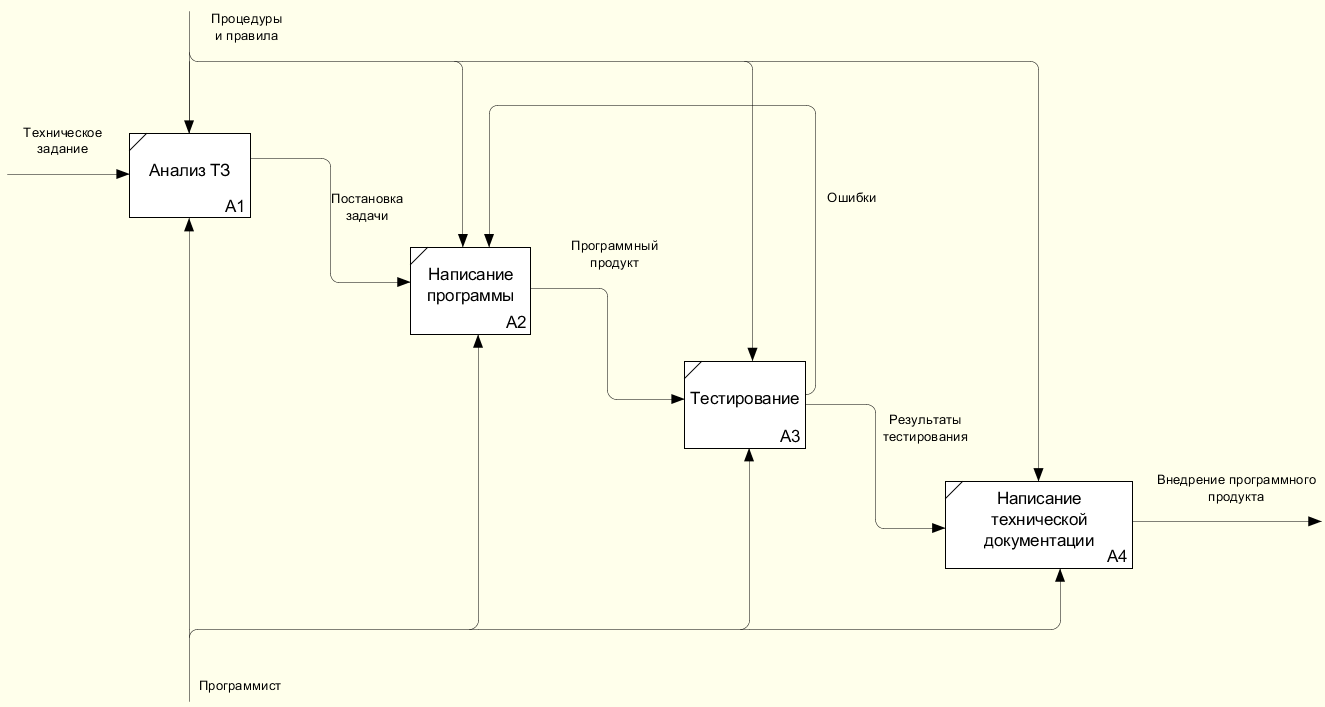 Процедуры
и правила
Техническое
задание
Анализ ТЗ
A1
Постановка
задачи
Ошибки
Программный
продукт
Написание
программы
A2
Тестирование
A3
Результаты
тестирования
Внедрение программного
продукта
Написание
технической
документации
A4
Программист